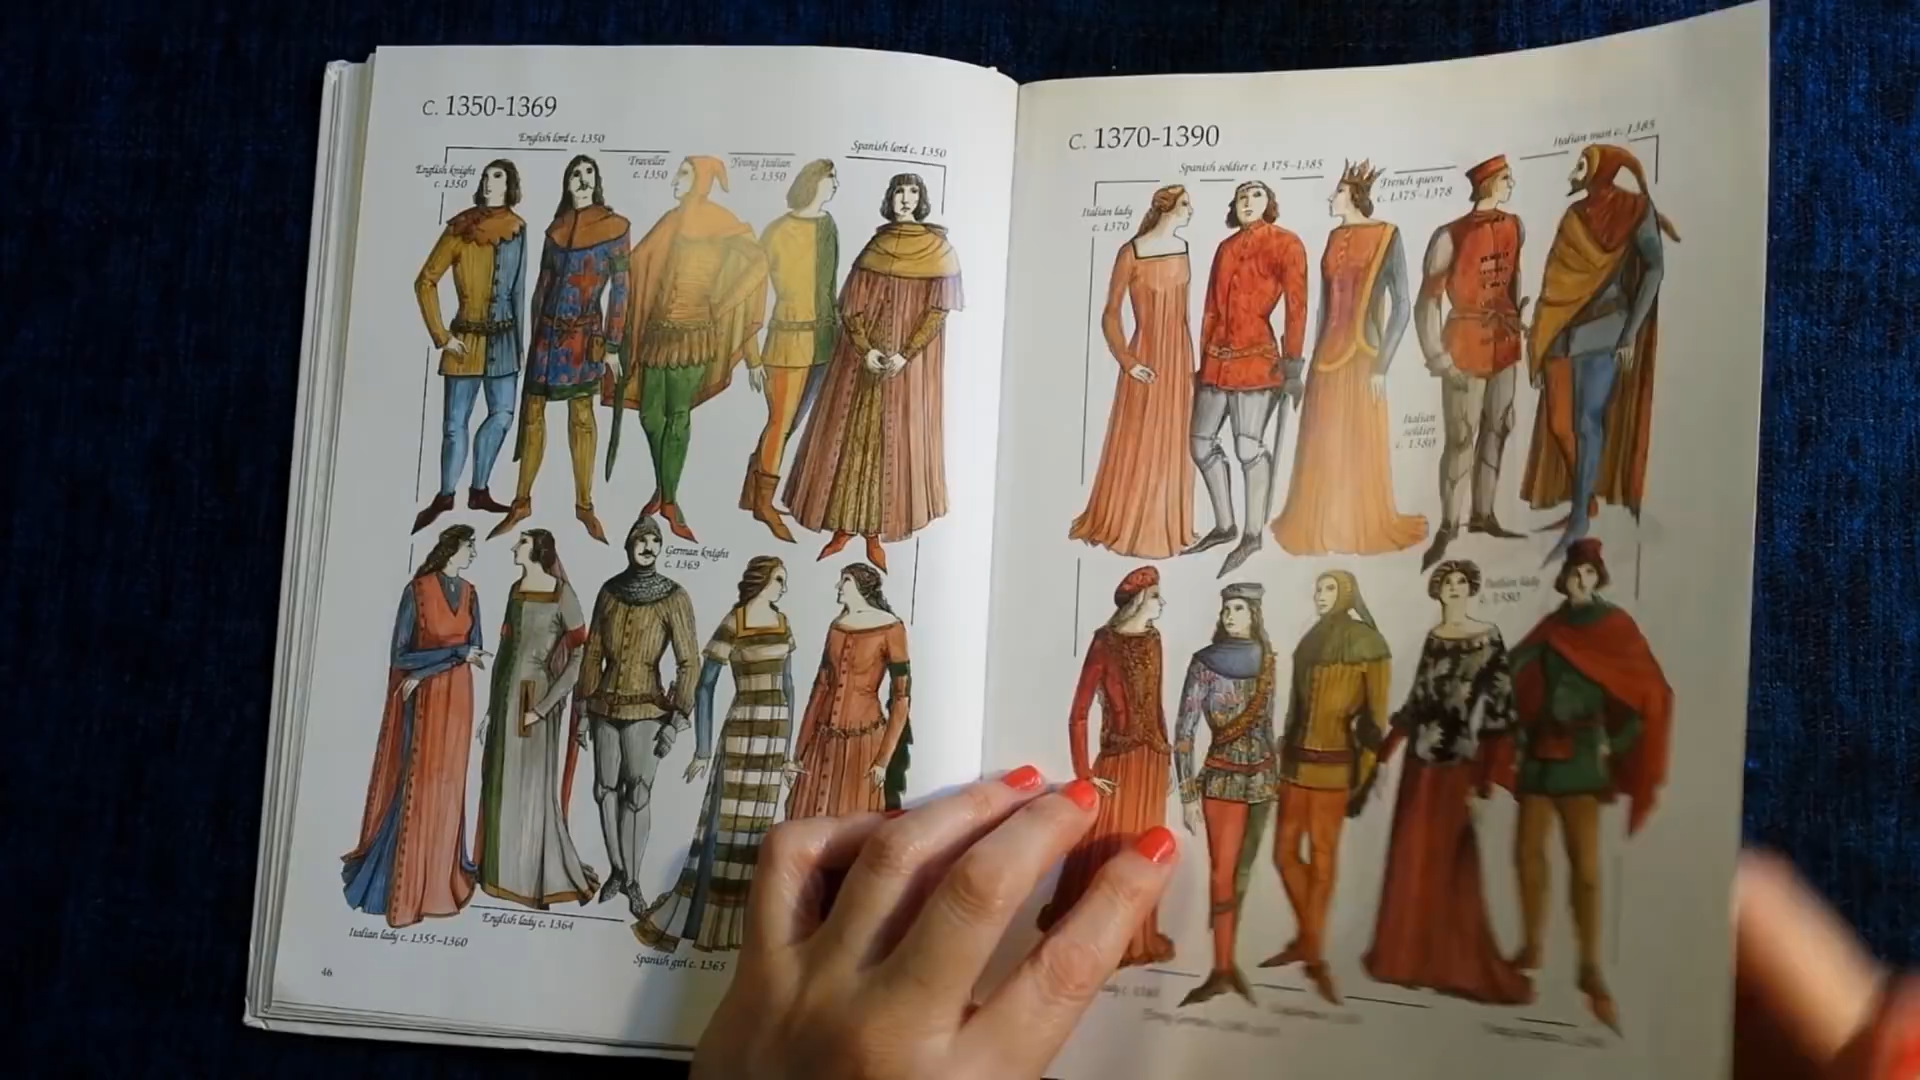 C. 1350-1369
English lord c. 1350
English knight
c. 1350
Traveller
c. 1350
Young Italian
c. 1350
Spanish lord c. 1350
German knight
c. 1369
Italian lady c. 1355-1360
English lady c. 1364
Spanish girl c. 1365
46
C. 1370-1390
Spanish soldier c. 1375-1385
Italian man c. 1385
Italian lady
c. 1370
French queen
c. 1375-1378
Italian
soldier
c. 1380
Italian lady
c. 1380